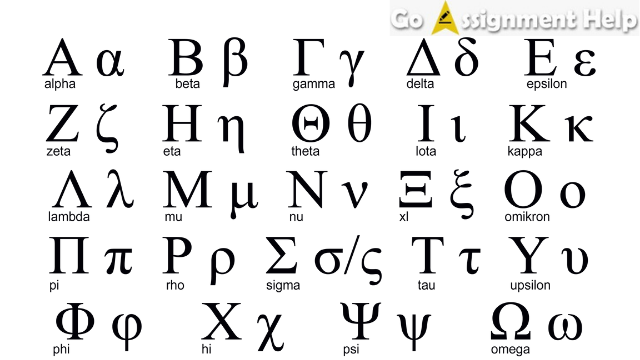 Go Assignment Help
Α α Β β Γ γ Δ δ Ε ε
alpha beta gamma delta epsilon
Ζ ζ Η η Θ θ Ι ι Κ κ
zeta eta theta lota kappa
Λ λ Μ μ Ν ν Ξ ξ Ο ο
lambda mu nu xl omikron
Π π Ρ ρ Σ σ/ς Τ τ Υ υ
pi rho sigma tau upsilon
Φ φ Χ χ Ψ ψ Ω ω
phi hi psi omega